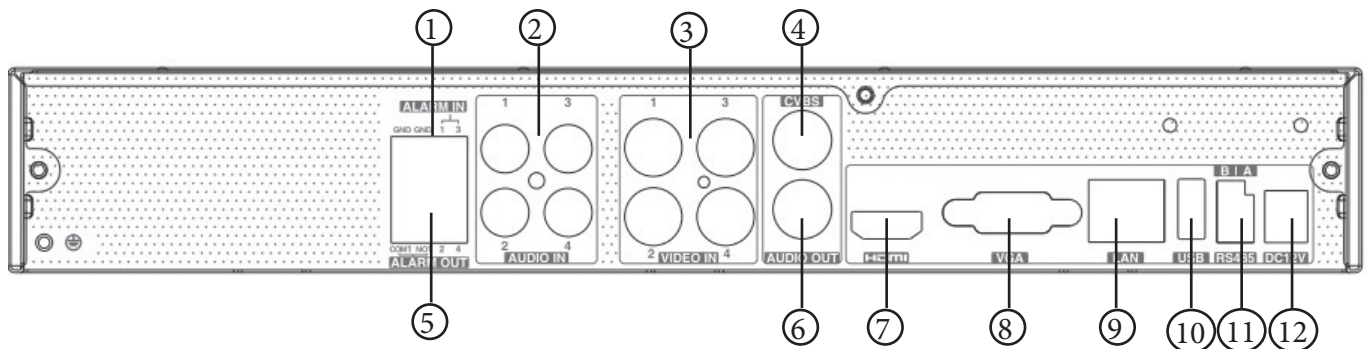 ① ② ③ ④
ALARM IN 1 3 1 3 CVBS
GND GND 1 3
B | A
COM1 NO1 2 4 2 4 2 4
ALARM OUT AUDIO IN VIDEO IN AUDIO OUT HDMI VGA LAN USB RS485 DC12V
⑤ ⑥ ⑦ ⑧ ⑨ ⑩ ⑪ ⑫